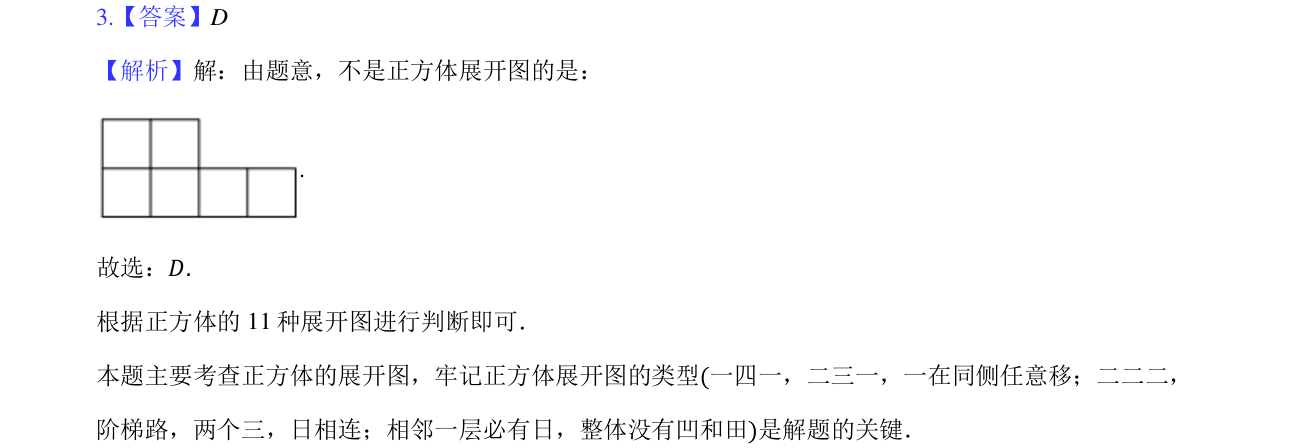 3.【答案】D
【解析】解：由题意，不是正方体展开图的是：
.
故选：D.
根据正方体的 11 种展开图进行判断即可.
本题主要考查正方体的展开图，牢记正方体展开图的类型(一四一，二三一，一在同侧任意移；二二二，
阶梯路，两个三，日相连；相邻一层必有日，整体没有凹和田)是解题的关键.